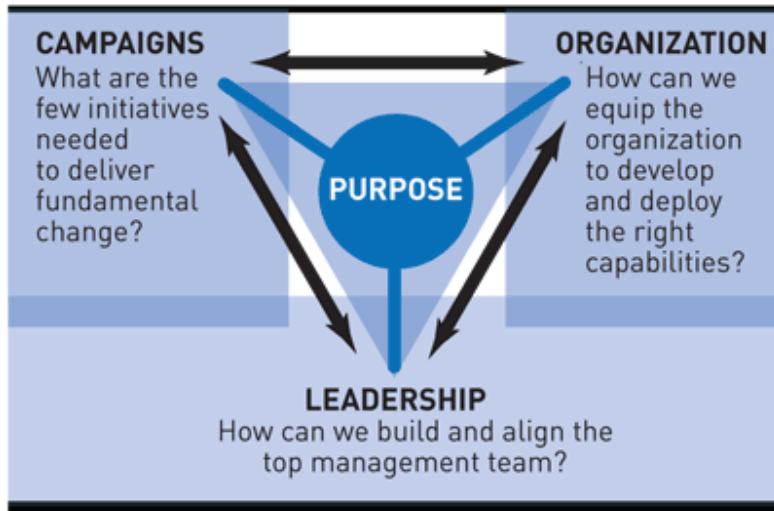 CAMPAIGNS
What are the
few initiatives
needed
to deliver
fundamental
change?
ORGANIZATION
How can we
equip the
organization
to develop
and deploy
the right
capabilities?
PURPOSE
LEADERSHIP
How can we build and align the
top management team?